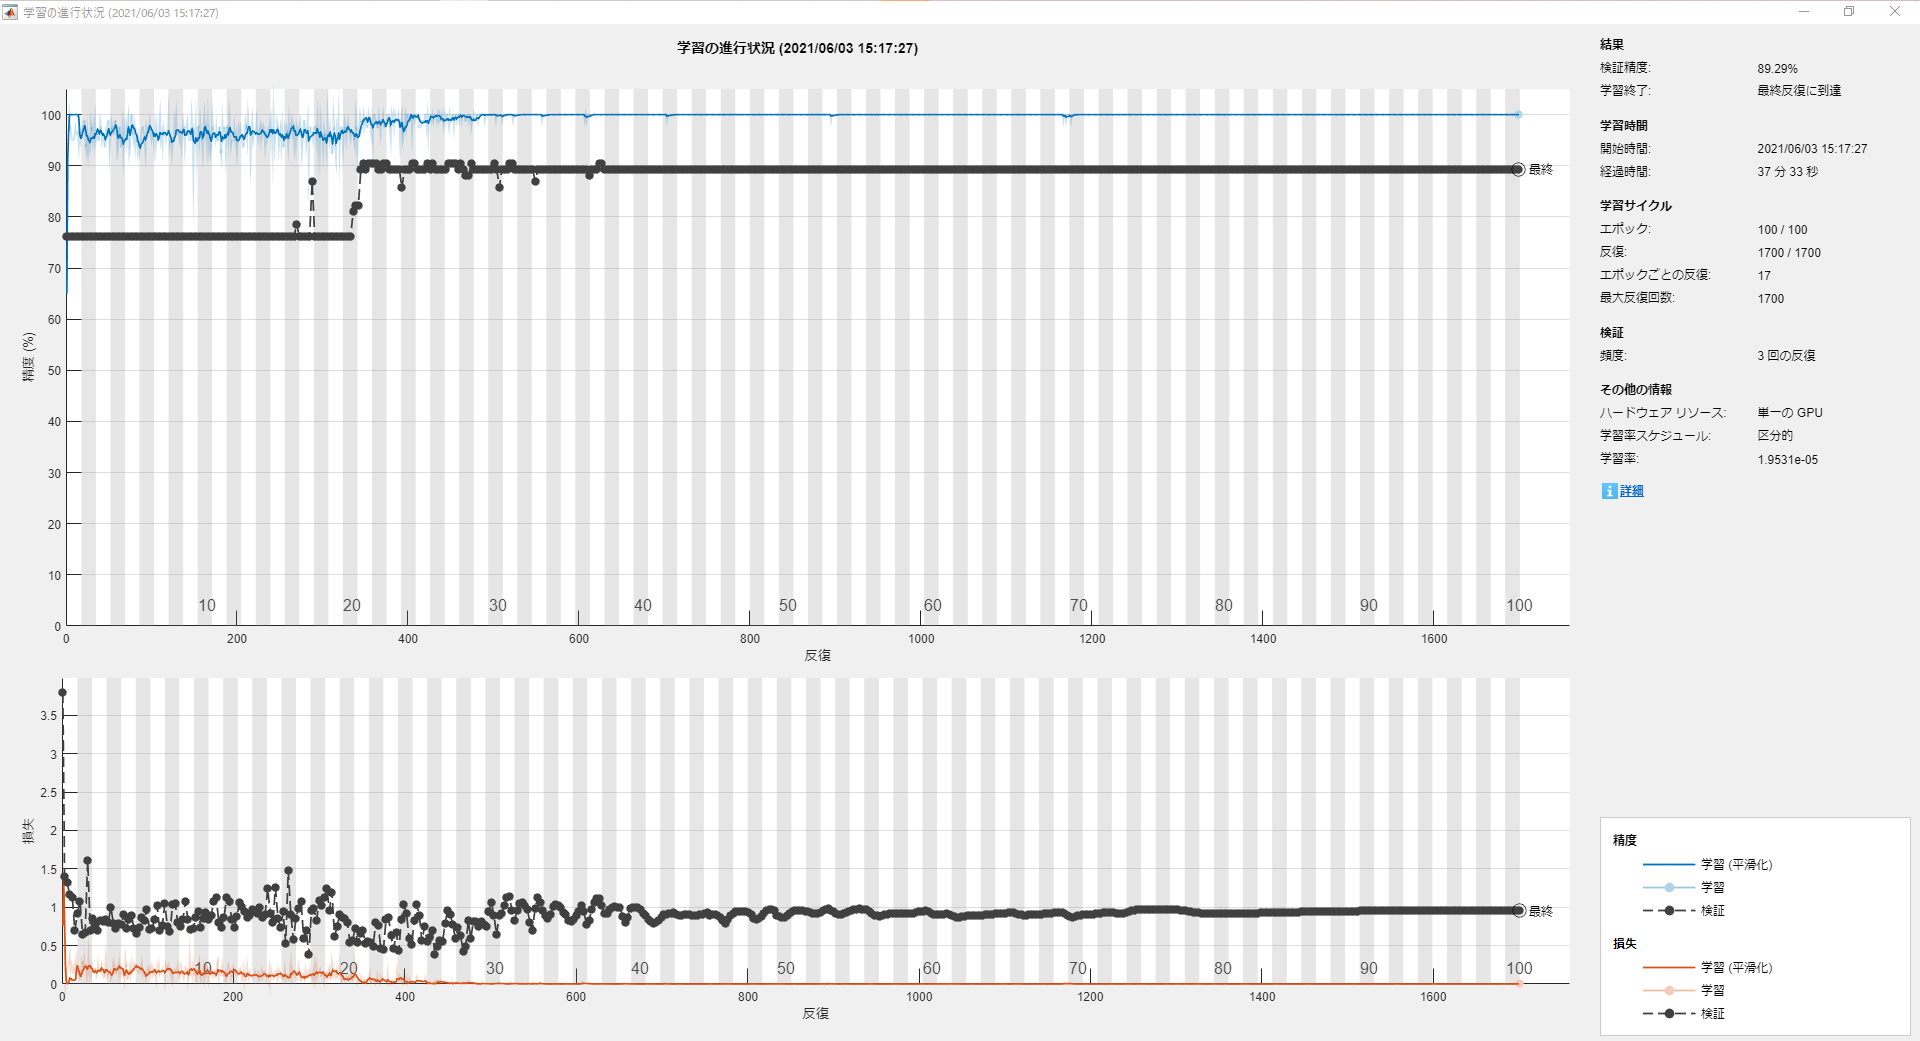 学習の進行状況 (2021/06/03 15:17:27)
学習の進行状況 (2021/06/03 15:17:27)
100
90
80
70
60
50
40
30
20
10
0
精度 (%)
10 20 30 40 50 60 70 80 90 100
0 200 400 600 800 1000 1200 1400 1600
反復
最終
3.5
3
2.5
2
1.5
1
0.5
0
損失
10 20 30 40 50 60 70 80 90 100
0 200 400 600 800 1000 1200 1400 1600
反復
最終
結果
検証精度: 89.29%
学習終了: 最終反復に到達
学習時間
開始時間: 2021/06/03 15:17:27
経過時間: 37 分 33 秒
学習サイクル
エポック: 100 / 100
反復: 1700 / 1700
エポックごとの反復: 17
最大反復回数: 1700
検証
頻度: 3 回の反復
その他の情報
ハードウェア リソース: 単一の GPU
学習率スケジュール: 区分的
学習率: 1.9531e-05
i 詳細
精度
学習 (平滑化)
学習
検証
損失
学習 (平滑化)
学習
検証